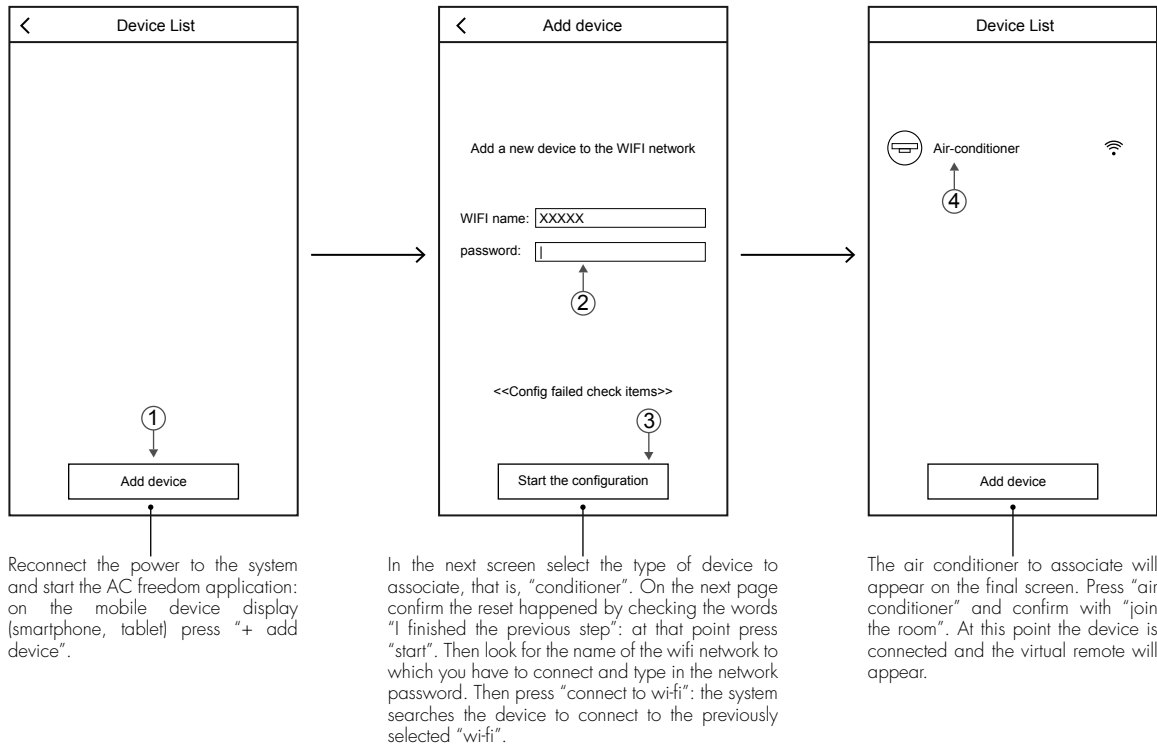 Device List
①
Add device
Reconnect the power to the system
and start the AC freedom application:
on the mobile device display
(smartphone, tablet) press “+ add
device”.
Add device
Add a new device to the WIFI network
WIFI name: XXXXX
password: |
②
<<Config failed check items>>
③
Start the configuration
In the next screen select the type of device to
associate, that is, “conditioner”. On the next page
confirm the reset happened by checking the words
“I finished the previous step”: at that point press
“start”. Then look for the name of the wifi network to
which you have to connect and type in the network
password. Then press “connect to wi-fi”: the system
searches the device to connect to the previously
selected “wi-fi”.
Device List
Air-conditioner
④
Add device
The air conditioner to associate will
appear on the final screen. Press “air
conditioner” and confirm with “join
the room”. At this point the device is
connected and the virtual remote will
appear.